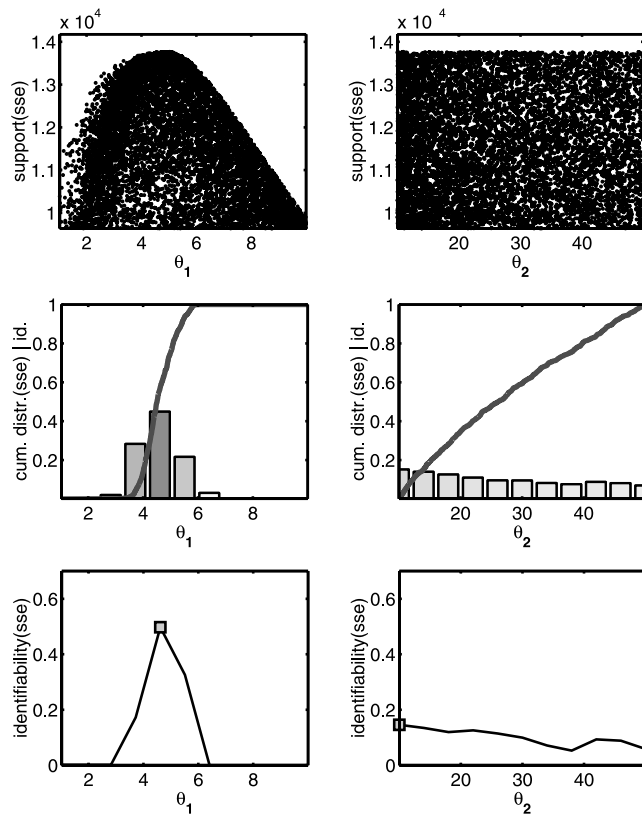 x 10⁴
1.4
1.3
1.2
1.1
1
support(sse)
2 4 6 8
θ₁
x 10⁴
1.4
1.3
1.2
1.1
1
support(sse)
20 30 40
θ₂
1
0.8
0.6
0.4
0.2
cum. distr.(sse) | id.
2 4 6 8
θ₁
1
0.8
0.6
0.4
0.2
cum. distr.(sse) | id.
20 30 40
θ₂
0.6
0.4
0.2
0
identifiability(sse)
2 4 6 8
θ₁
0.6
0.4
0.2
0
identifiability(sse)
20 30 40
θ₂